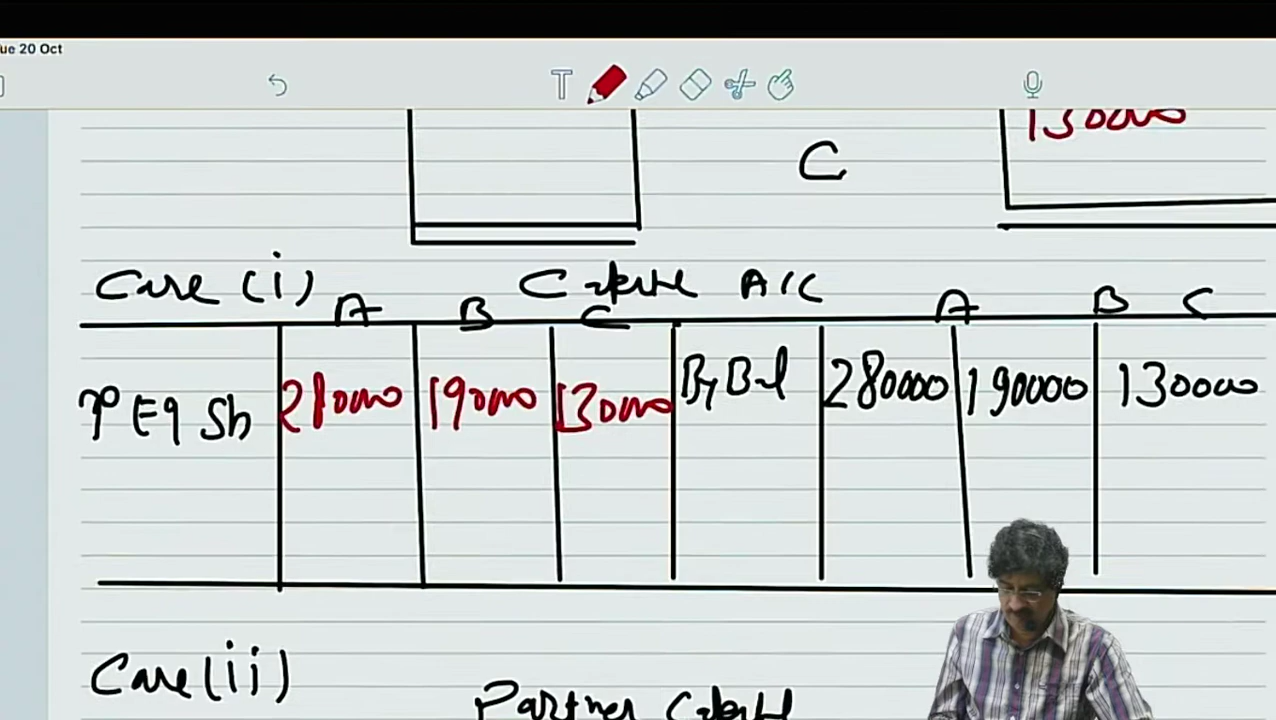 ue 20 Oct
T
130000
C
Case (i) Capital A/C
A B C A B C
To Eq Sh 280000 190000 130000 By Bal 280000 190000 130000
Case (ii)
Partner Capital